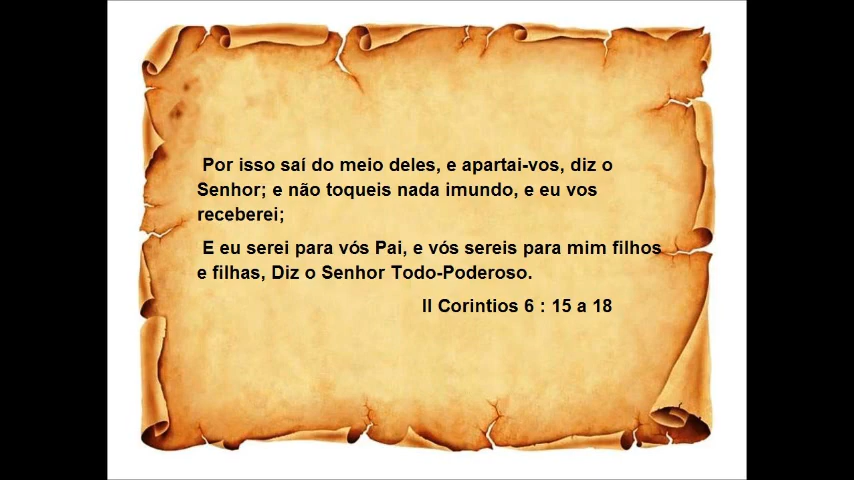 Por isso saí do meio deles, e apartai-vos, diz o
Senhor; e não toqueis nada imundo, e eu vos
receberei;
E eu serei para vós Pai, e vós sereis para mim filhos
e filhas, Diz o Senhor Todo-Poderoso.
II Corintios 6 : 15 a 18